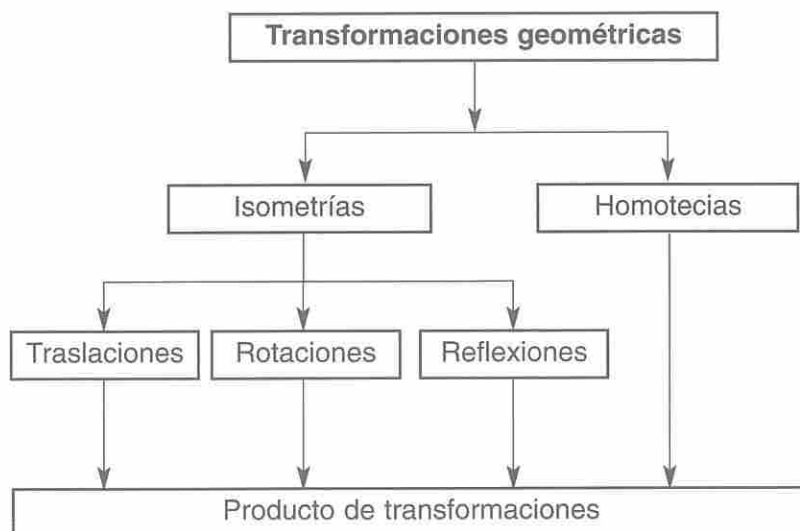 Transformaciones geométricas
Isometrías
Homotecias
Traslaciones
Rotaciones
Reflexiones
Producto de transformaciones